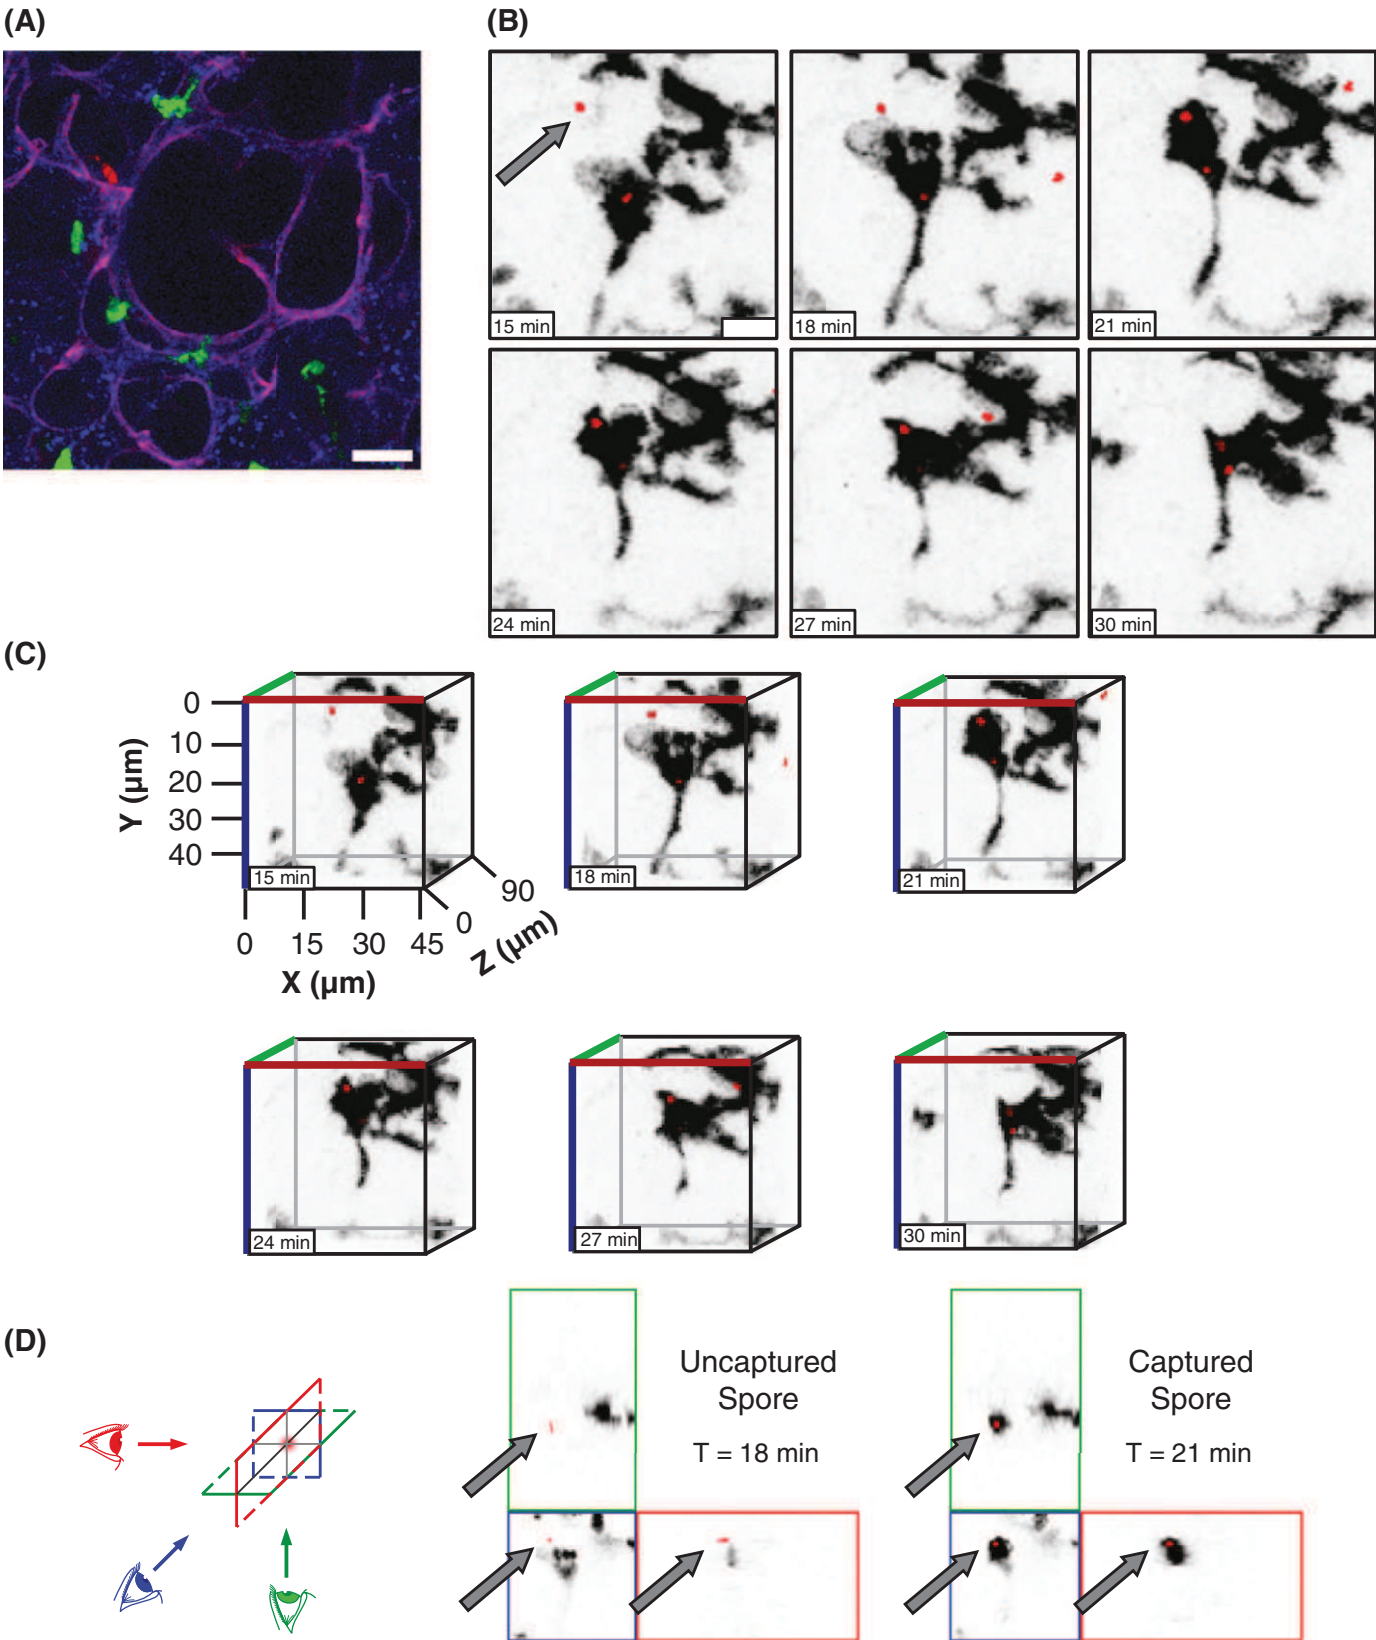 (A)
(B)
15 min
18 min
21 min
24 min
27 min
30 min
(C)
0
10
20
30
40
Y (µm)
15 min
0
15
30
45
X (µm)
0
90
Z (µm)
18 min
21 min
24 min
27 min
30 min
(D)
Uncaptured
Spore
T = 18 min
Captured
Spore
T = 21 min